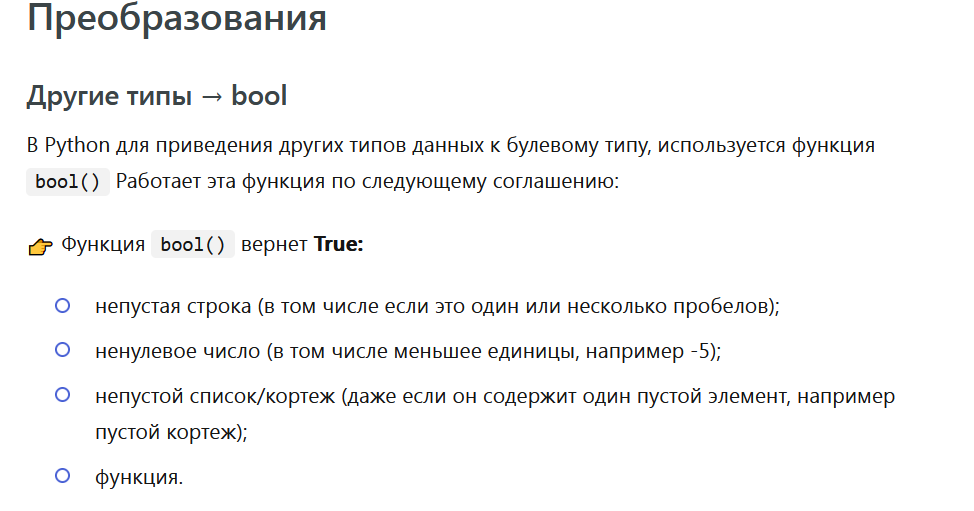 Преобразования
Другие типы → bool
В Python для приведения других типов данных к булевому типу, используется функция
bool() Работает эта функция по следующему соглашению:
👉 Функция bool() вернет True:
непустая строка (в том числе если это один или несколько пробелов);
ненулевое число (в том числе меньшее единицы, например -5);
непустой список/кортеж (даже если он содержит один пустой элемент, например
пустой кортеж);
функция.